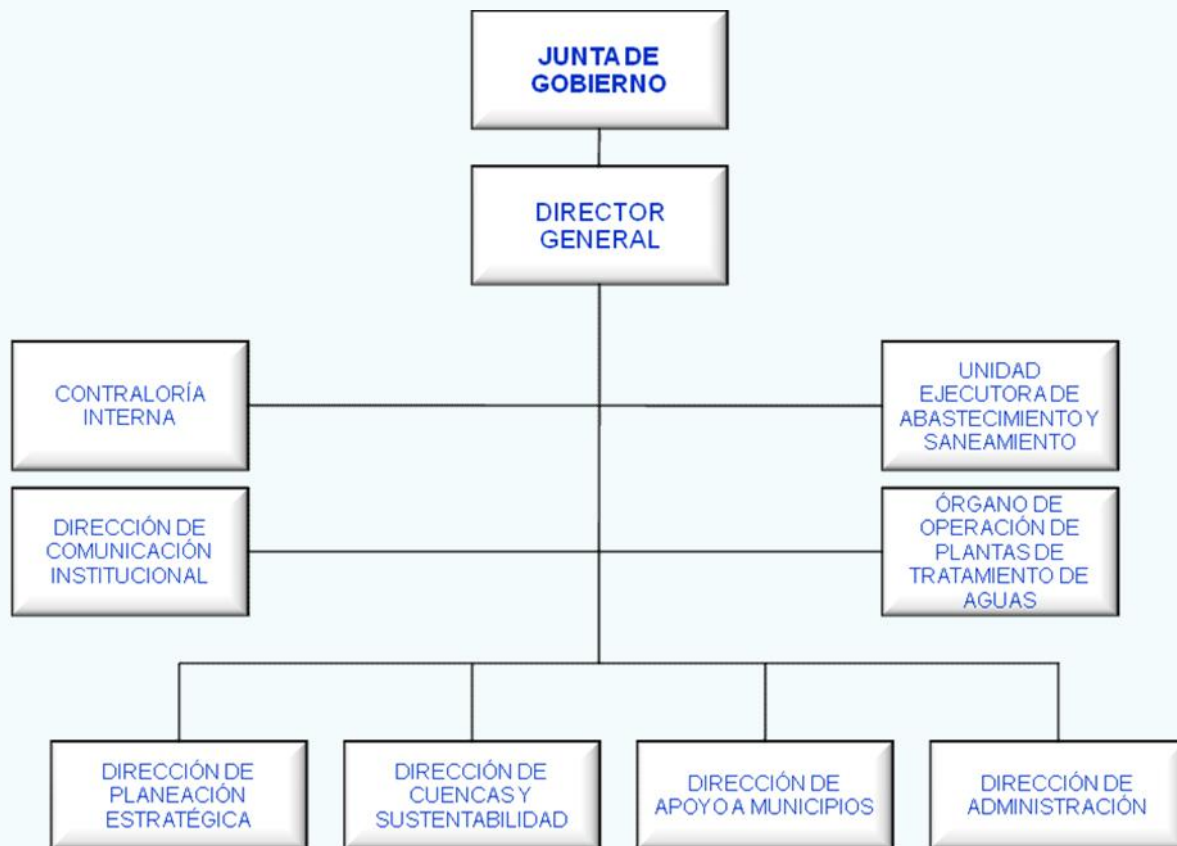 JUNTA DE
GOBIERNO
DIRECTOR
GENERAL
CONTRALORÍA
INTERNA
UNIDAD
EJECUTORA DE
ABASTECIMIENTO Y
SANEAMIENTO
DIRECCIÓN DE
COMUNICACIÓN
INSTITUCIONAL
ÓRGANO DE
OPERACIÓN DE
PLANTAS DE
TRATAMIENTO DE
AGUAS
DIRECCIÓN DE
PLANEACIÓN
ESTRATÉGICA
DIRECCIÓN DE
CUENCAS Y
SUSTENTABILIDAD
DIRECCIÓN DE
APOYO A MUNICIPIOS
DIRECCIÓN DE
ADMINISTRACIÓN